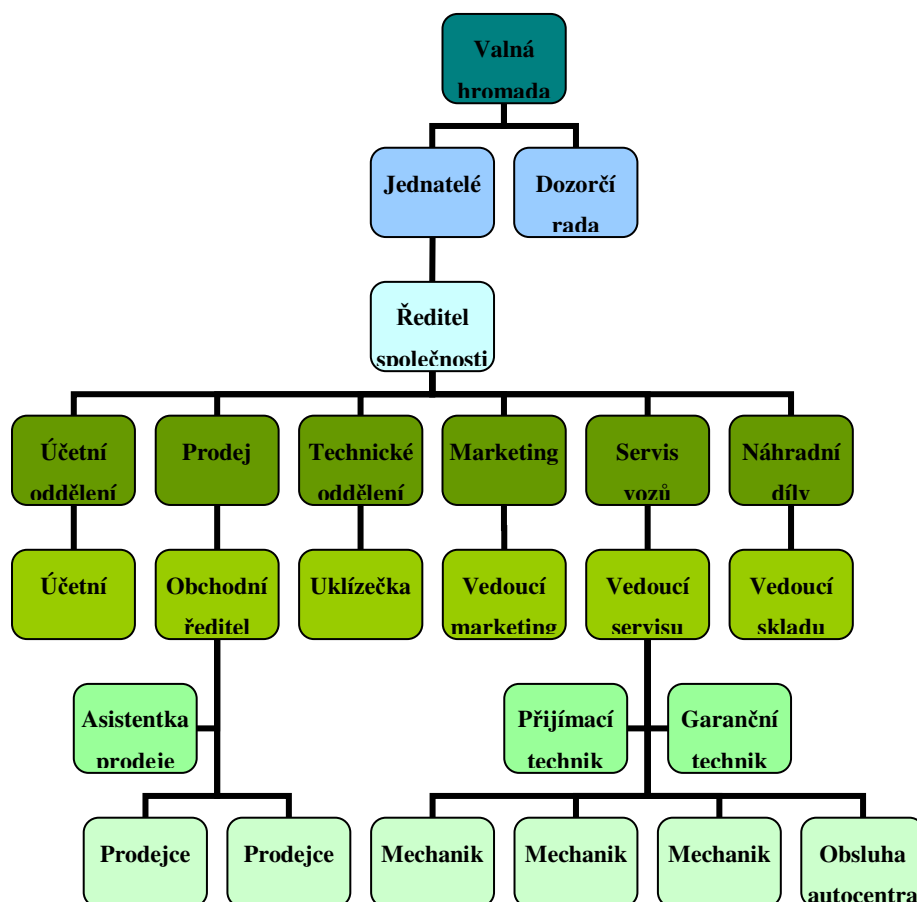 Valná
hromada
Jednatelé
Dozorčí
rada
Ředitel
společnosti
Účetní
oddělení
Prodej
Technické
oddělení
Marketing
Servis
vozů
Náhradní
díly
Účetní
Obchodní
ředitel
Uklízečka
Vedoucí
marketing
Vedoucí
servisu
Vedoucí
skladu
Asistentka
prodeje
Přijímací
technik
Garanční
technik
Prodejce
Prodejce
Mechanik
Mechanik
Mechanik
Obsluha
autocentra